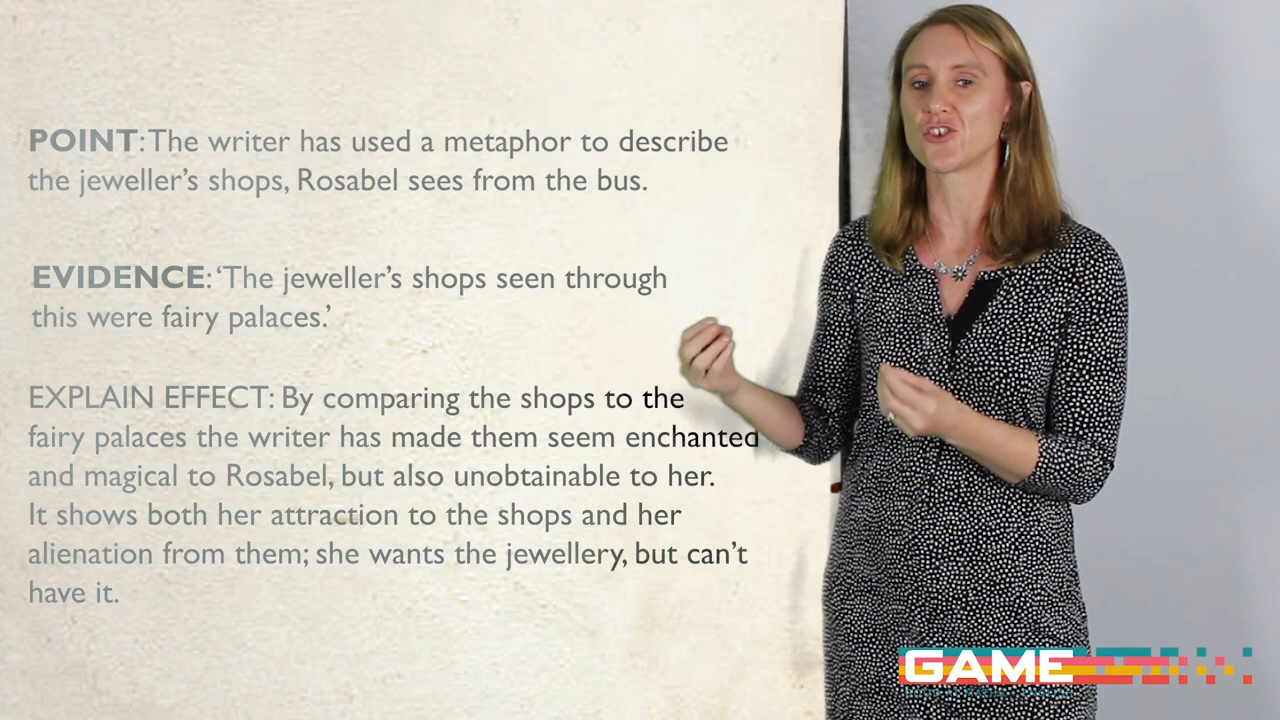 POINT: The writer has used a metaphor to describe
the jeweller's shops, Rosabel sees from the bus.
EVIDENCE: ‘The jeweller's shops seen through
this were fairy palaces.’
EXPLAIN EFFECT: By comparing the shops to the
fairy palaces the writer has made them seem enchanted
and magical to Rosabel, but also unobtainable to her.
It shows both her attraction to the shops and her
alienation from them; she wants the jewellery, but can't
have it.
GAME